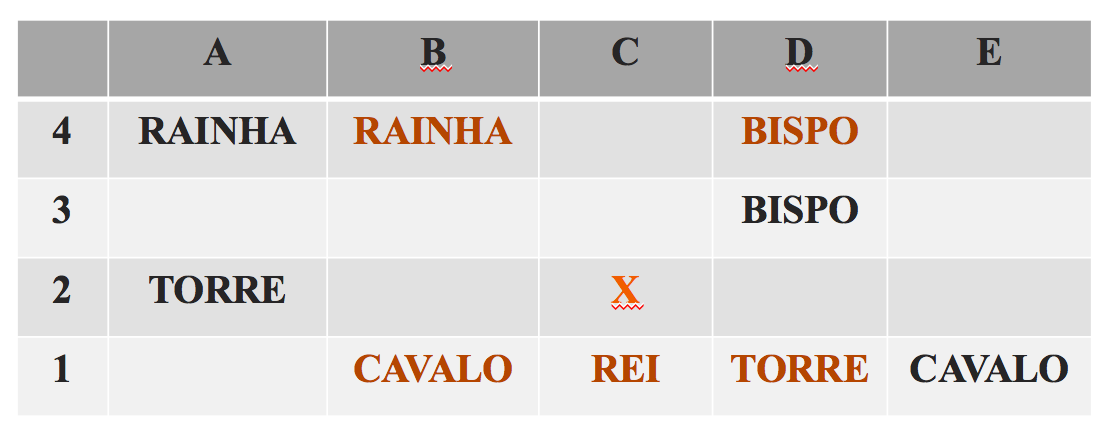 A B C D E
4 RAINHA RAINHA BISPO
3 BISPO
2 TORRE X
1 CAVALO REI TORRE CAVALO